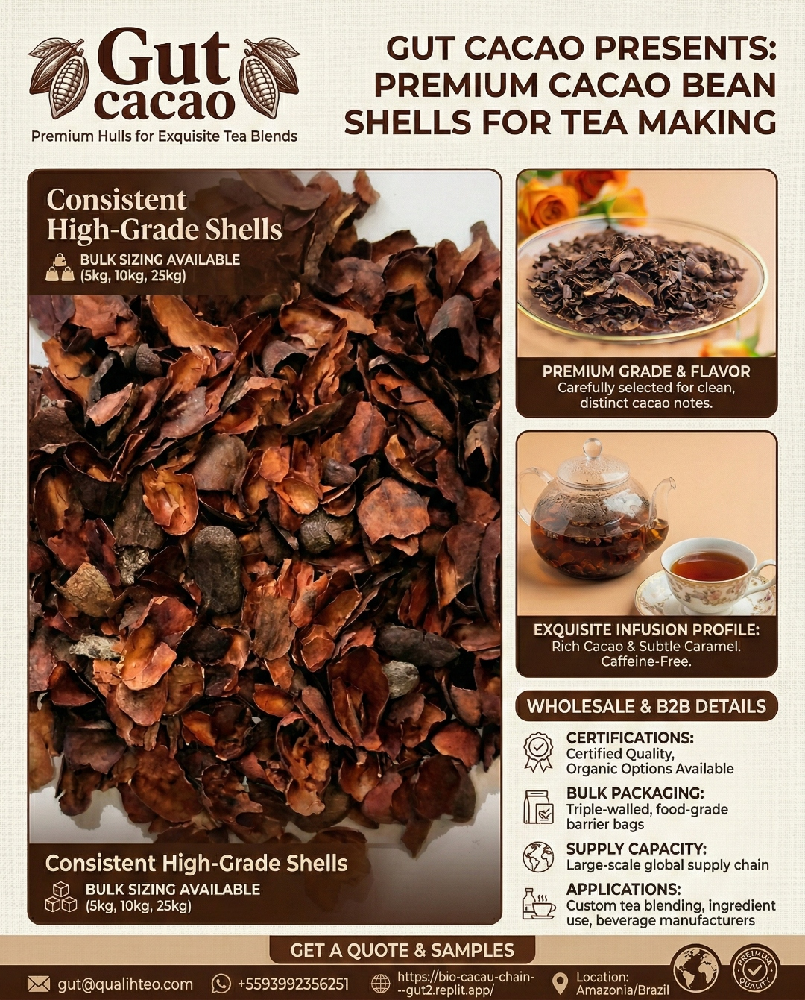 Gut
cacao
Premium Hulls for Exquisite Tea Blends
GUT CACAO PRESENTS:
PREMIUM CACAO BEAN
SHELLS FOR TEA MAKING
Consistent
High-Grade Shells
BULK SIZING AVAILABLE
(5kg, 10kg, 25kg)
PREMIUM GRADE & FLAVOR
Carefully selected for clean,
distinct cacao notes.
EXQUISITE INFUSION PROFILE:
Rich Cacao & Subtle Caramel.
Caffeine-Free.
Consistent High-Grade Shells
BULK SIZING AVAILABLE
(5kg, 10kg, 25kg)
WHOLESALE & B2B DETAILS
CERTIFICATIONS:
Certified Quality,
Organic Options Available
BULK PACKAGING:
Triple-walled, food-grade
barrier bags
SUPPLY CAPACITY:
Large-scale global supply chain
APPLICATIONS:
Custom tea blending, ingredient
use, beverage manufacturers
GET A QUOTE & SAMPLES
gut@qualihteo.com
+5593992356251
https://bio-cacau-chain-
--gut2.replit.app/
Location:
Amazonia/Brazil
QUALITY